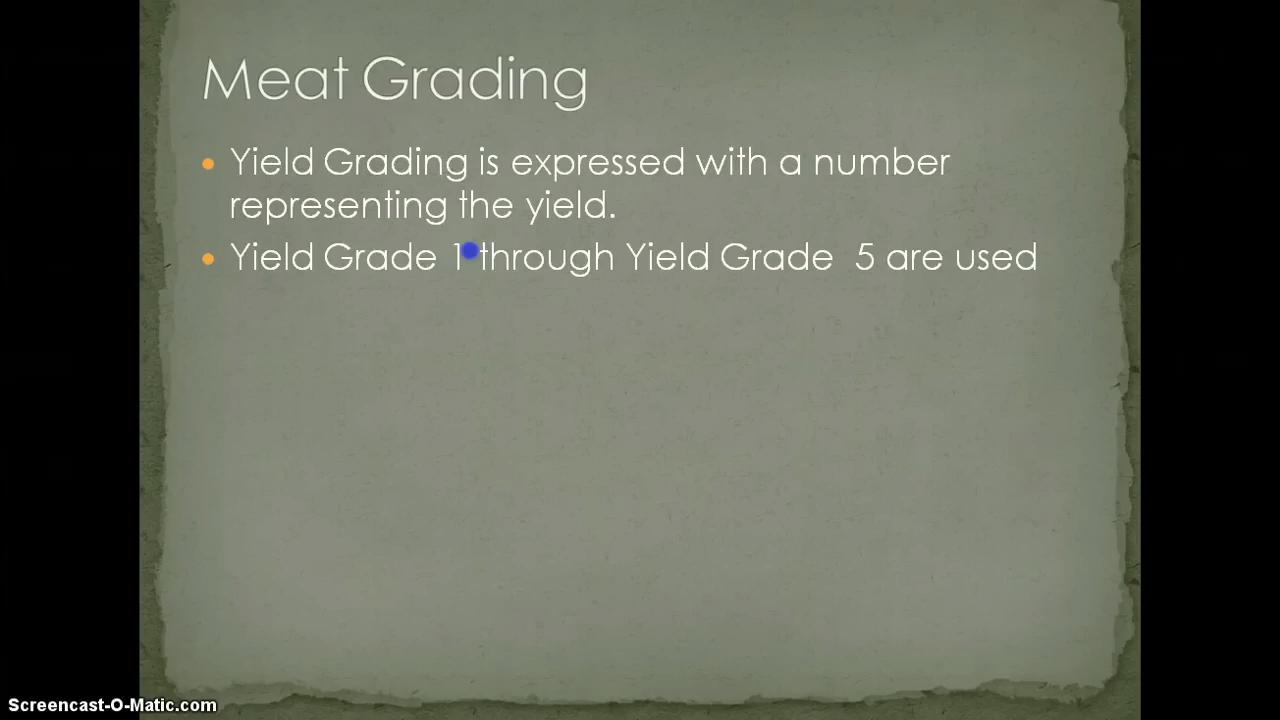 Meat Grading
• Yield Grading is expressed with a number
representing the yield.
• Yield Grade 1 through Yield Grade 5 are used
Screencast-O-Matic.com